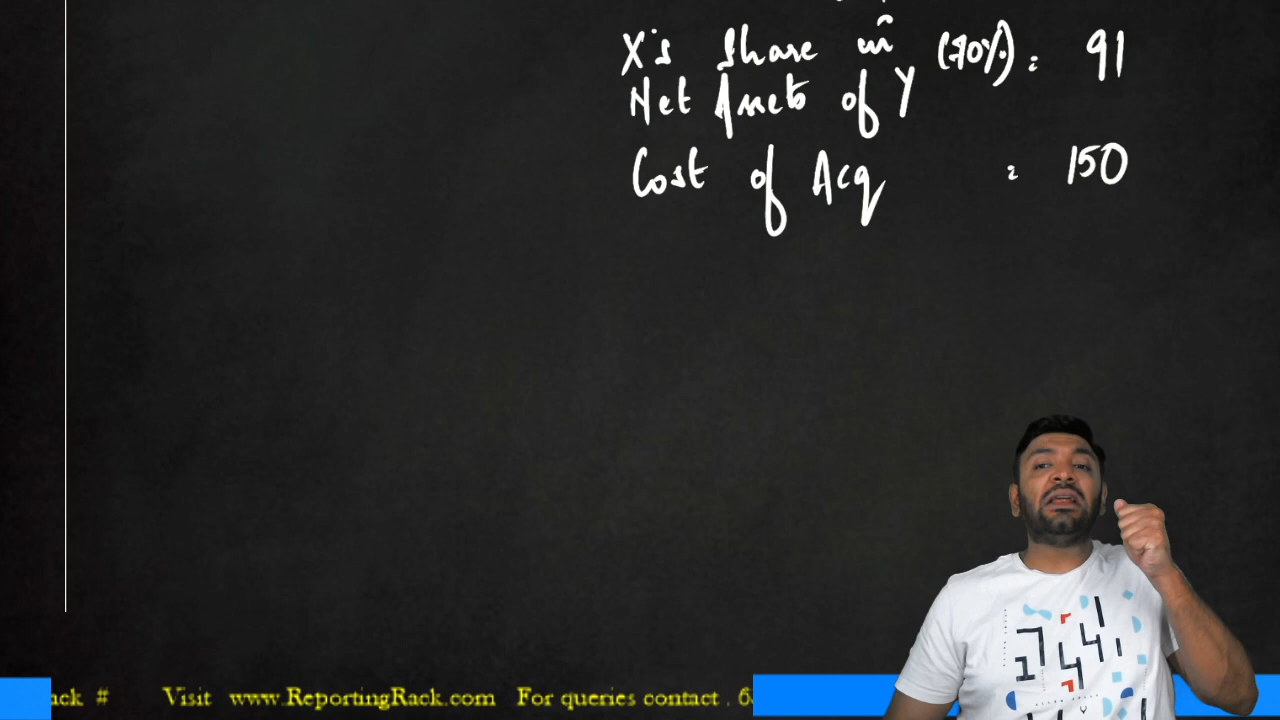 X's share in (70%) = 91
Net Assets of Y
Cost of Acq = 150
ack # Visit www.ReportingRack.com For queries contact . 6